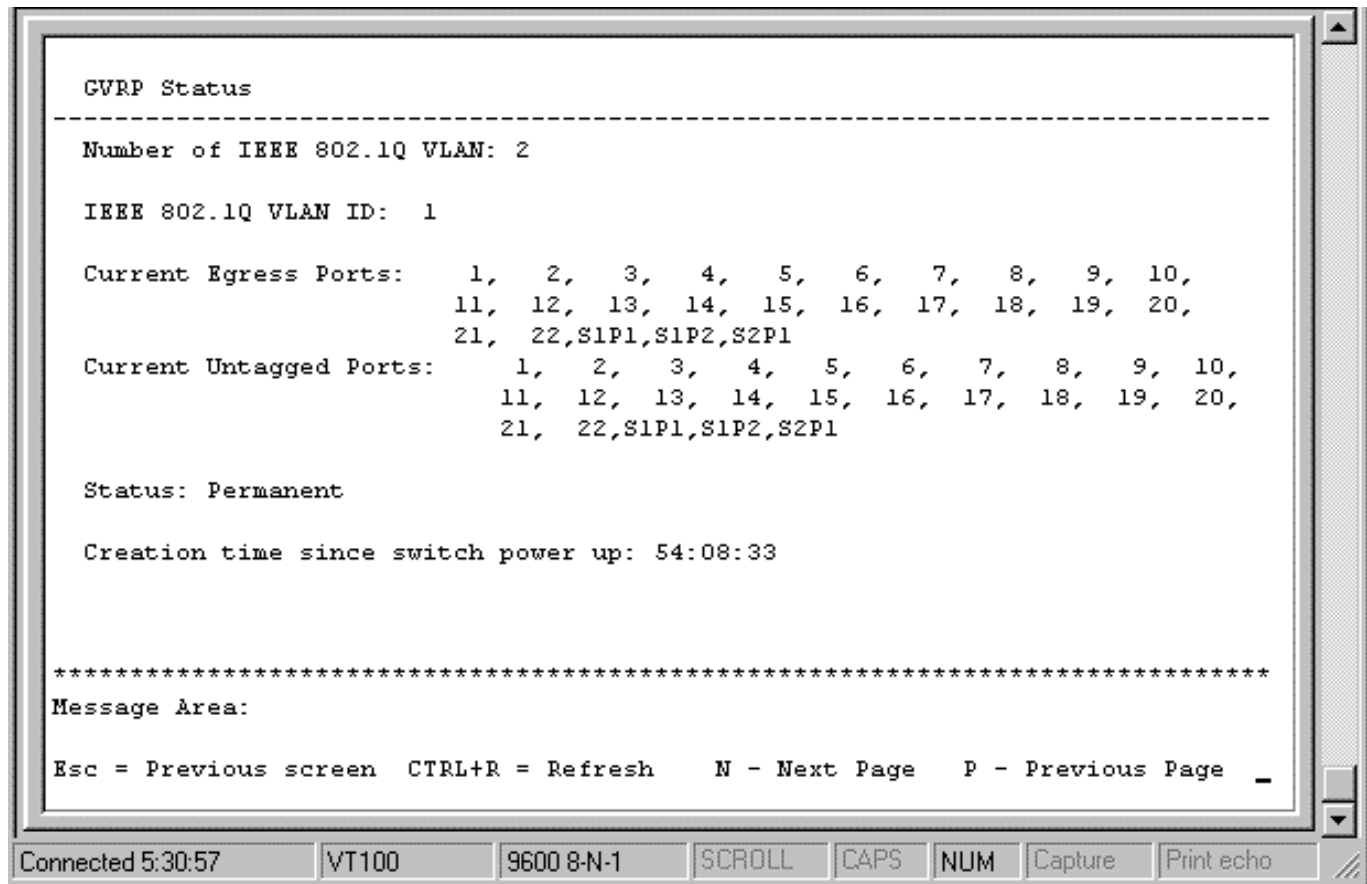 GVRP Status
-------------------------------------------------------------------------------
Number of IEEE 802.1Q VLAN: 2
IEEE 802.1Q VLAN ID:  1
Current Egress Ports:     1,   2,   3,   4,   5,   6,   7,   8,   9,  10,
11,  12,  13,  14,  15,  16,  17,  18,  19,  20,
21,  22,S1P1,S1P2,S2P1
Current Untagged Ports:     1,   2,   3,   4,   5,   6,   7,   8,   9,  10,
11,  12,  13,  14,  15,  16,  17,  18,  19,  20,
21,  22,S1P1,S1P2,S2P1
Status: Permanent
Creation time since switch power up: 54:08:33
*******************************************************************************
Message Area:
Esc = Previous screen  CTRL+R = Refresh    N - Next Page   P - Previous Page  _
Connected 5:30:57 VT100 9600 8-N-1 SCROLL CAPS NUM Capture Print echo